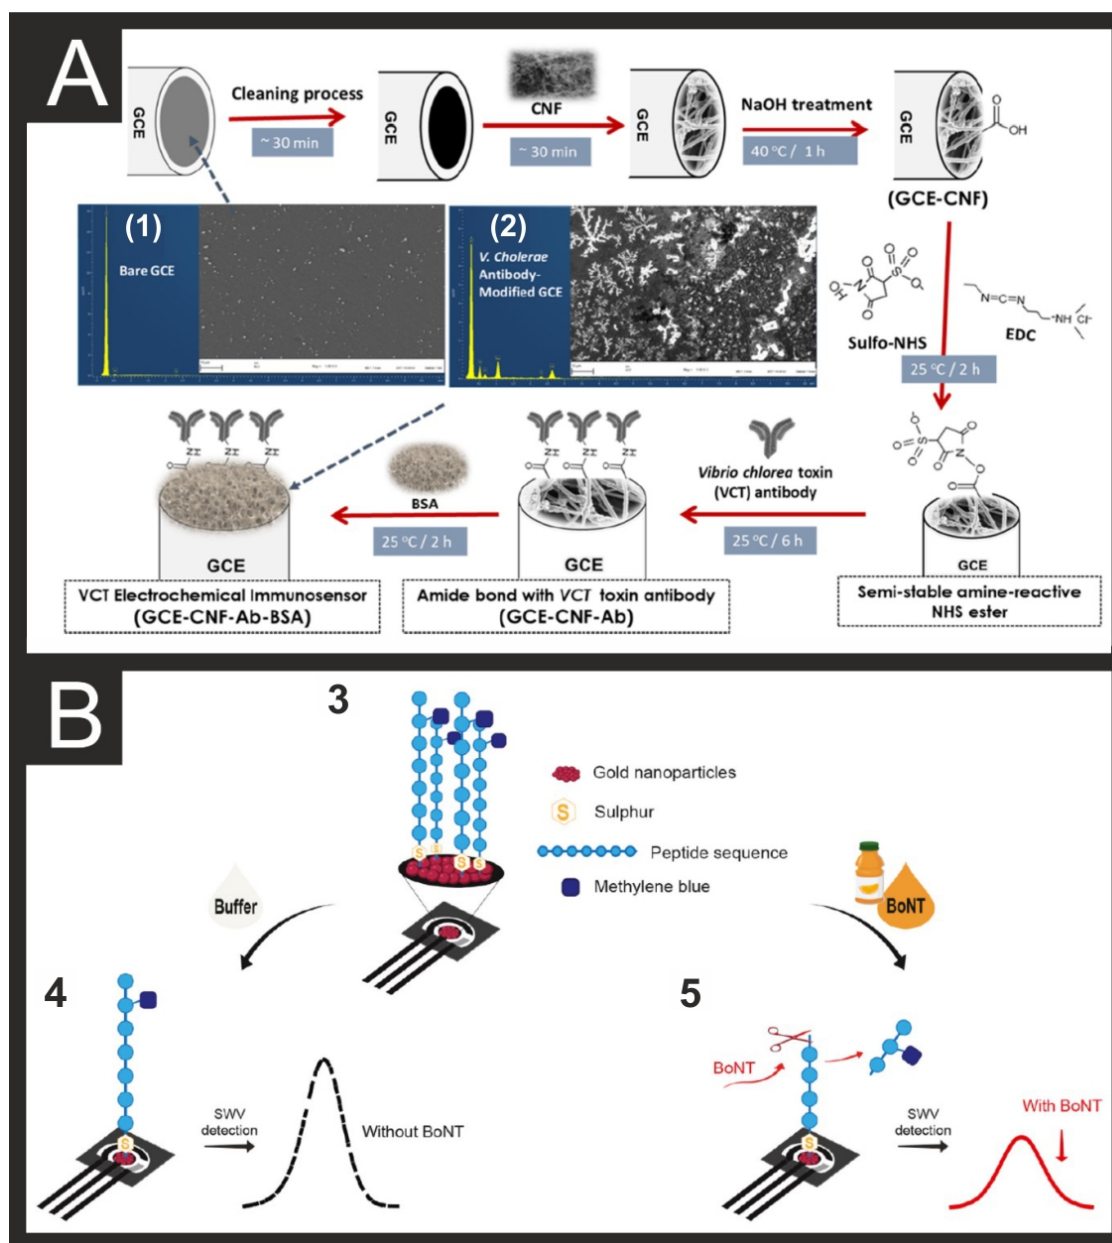 A
GCE
Cleaning process
~ 30 min
GCE
CNF
~ 30 min
GCE
NaOH treatment
40 °C / 1 h
GCE
O
OH
(GCE-CNF)
(1)
Bare GCE
(2)
V. Cholerae
Antibody-
Modified GCE
Sulfo-NHS
EDC
25 °C / 2 h
Vibrio chlorea toxin
(VCT) antibody
25 °C / 6 h
BSA
25 °C / 2 h
GCE
GCE
GCE
VCT Electrochemical Immunosensor
(GCE-CNF-Ab-BSA)
Amide bond with VCT toxin antibody
(GCE-CNF-Ab)
Semi-stable amine-reactive
NHS ester
B
3
Gold nanoparticles
S Sulphur
Peptide sequence
Methylene blue
Buffer
BoNT
4
SWV
detection
Without BoNT
5
BoNT
SWV
detection
With BoNT